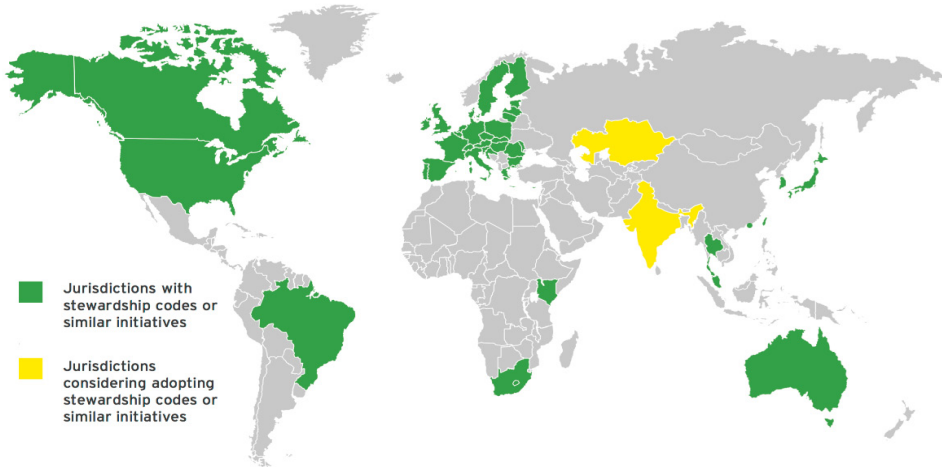 Jurisdictions with
stewardship codes or
similar initiatives
Jurisdictions
considering adopting
stewardship codes or
similar initiatives